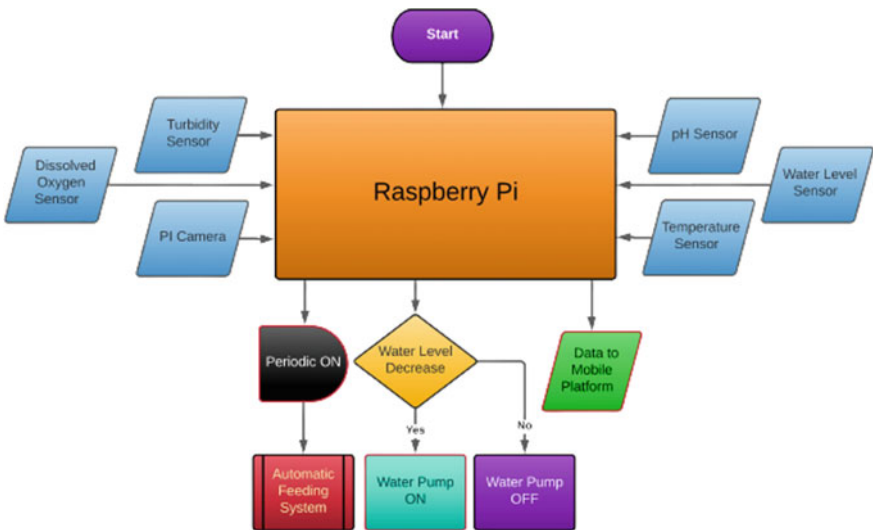 Start
Turbidity
Sensor
Dissolved
Oxygen
Sensor
PI Camera
Raspberry Pi
pH Sensor
Water Level
Sensor
Temperature
Sensor
Periodic ON
Water Level
Decrease
Data to
Mobile
Platform
Yes
No
Automatic
Feeding
System
Water Pump
ON
Water Pump
OFF